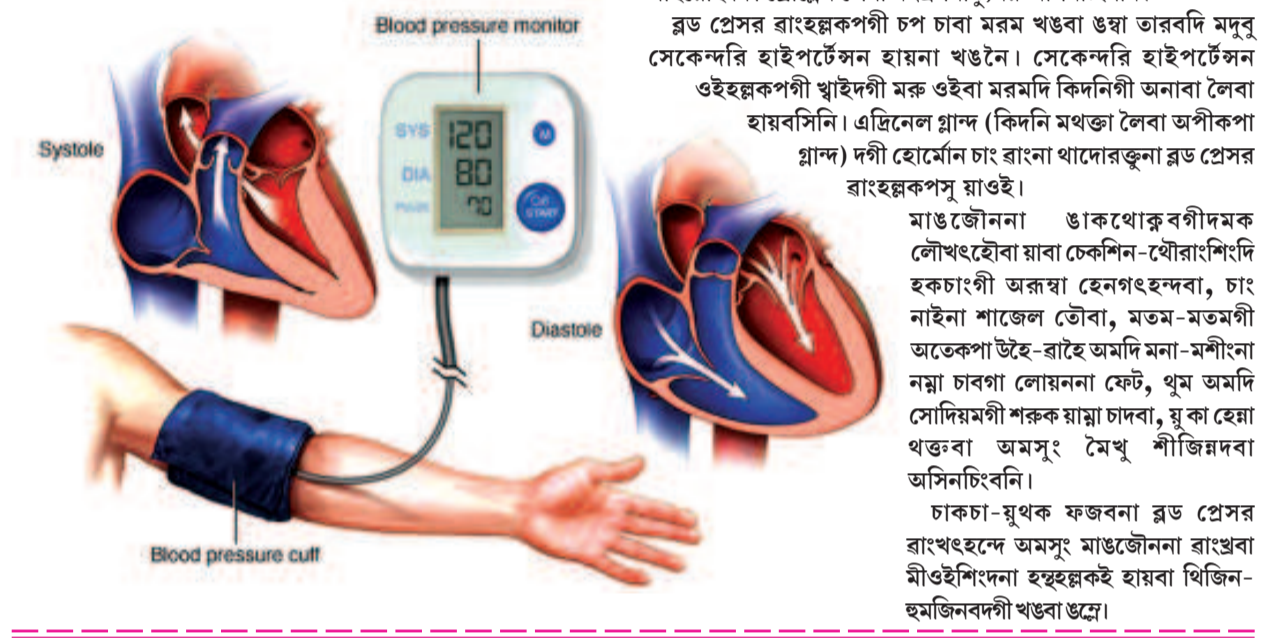 Blood pressure monitor
Systole
SYS 120
DIA 80
70
START
Diastole
Blood pressure cuff
ব্লড প্রেসর ৱাংহল্লকপগী চপ চাবা মরম খঙবা ঙম্বা তারবদি মদুবু
সেকেন্দরি হাইপর্টেন্সন হায়না খঙনৈ। সেকেন্দরি হাইপর্টেন্সন
ওইহল্লকপগী খ্বাইদগী মরু ওইবা মরমদি কিদনিগী অনাবা লৈবা
হায়বসিনি। এদ্রিনেল গ্লান্দ (কিদনি মথক্তা লৈবা অপীকপা
গ্লান্দ) দগী হোর্মোন চাং ৱাংনা থাদোরক্তুনা ব্লড প্রেসর
ৱাংহল্লকপসু য়াওই।
মাঙজৌননা ঙাকথোক্নবগীদমক
লৌখৎহৌবা য়াবা চেকশিন-থৌরাংশিংদি
হকচাংগী অরূম্বা হেনগৎহন্দবা, চাং
নাইনা শাজেল তৌবা, মতম-মতমগী
অতেকপা উহৈ-ৱাহৈ অমদি মনা-মশীংনা
নম্না চাবগা লোয়ননা ফেট, থুম অমদি
সোদিয়মগী শরুক য়াম্না চাদবা, য়ু কা হেন্না
থক্তবা অমসুং মৈখু শীজিন্নদবা
অসিনচিংবনি।
চাকচা-য়ুথক ফজবনা ব্লড প্রেসর
ৱাংখৎহন্দে অমসুং মাঙজৌননা ৱাংখ্রবা
মীওইশিংদনা হন্থহল্লকই হায়বা থিজিন-
হুমজিনবদগী খঙবা ঙম্লে।